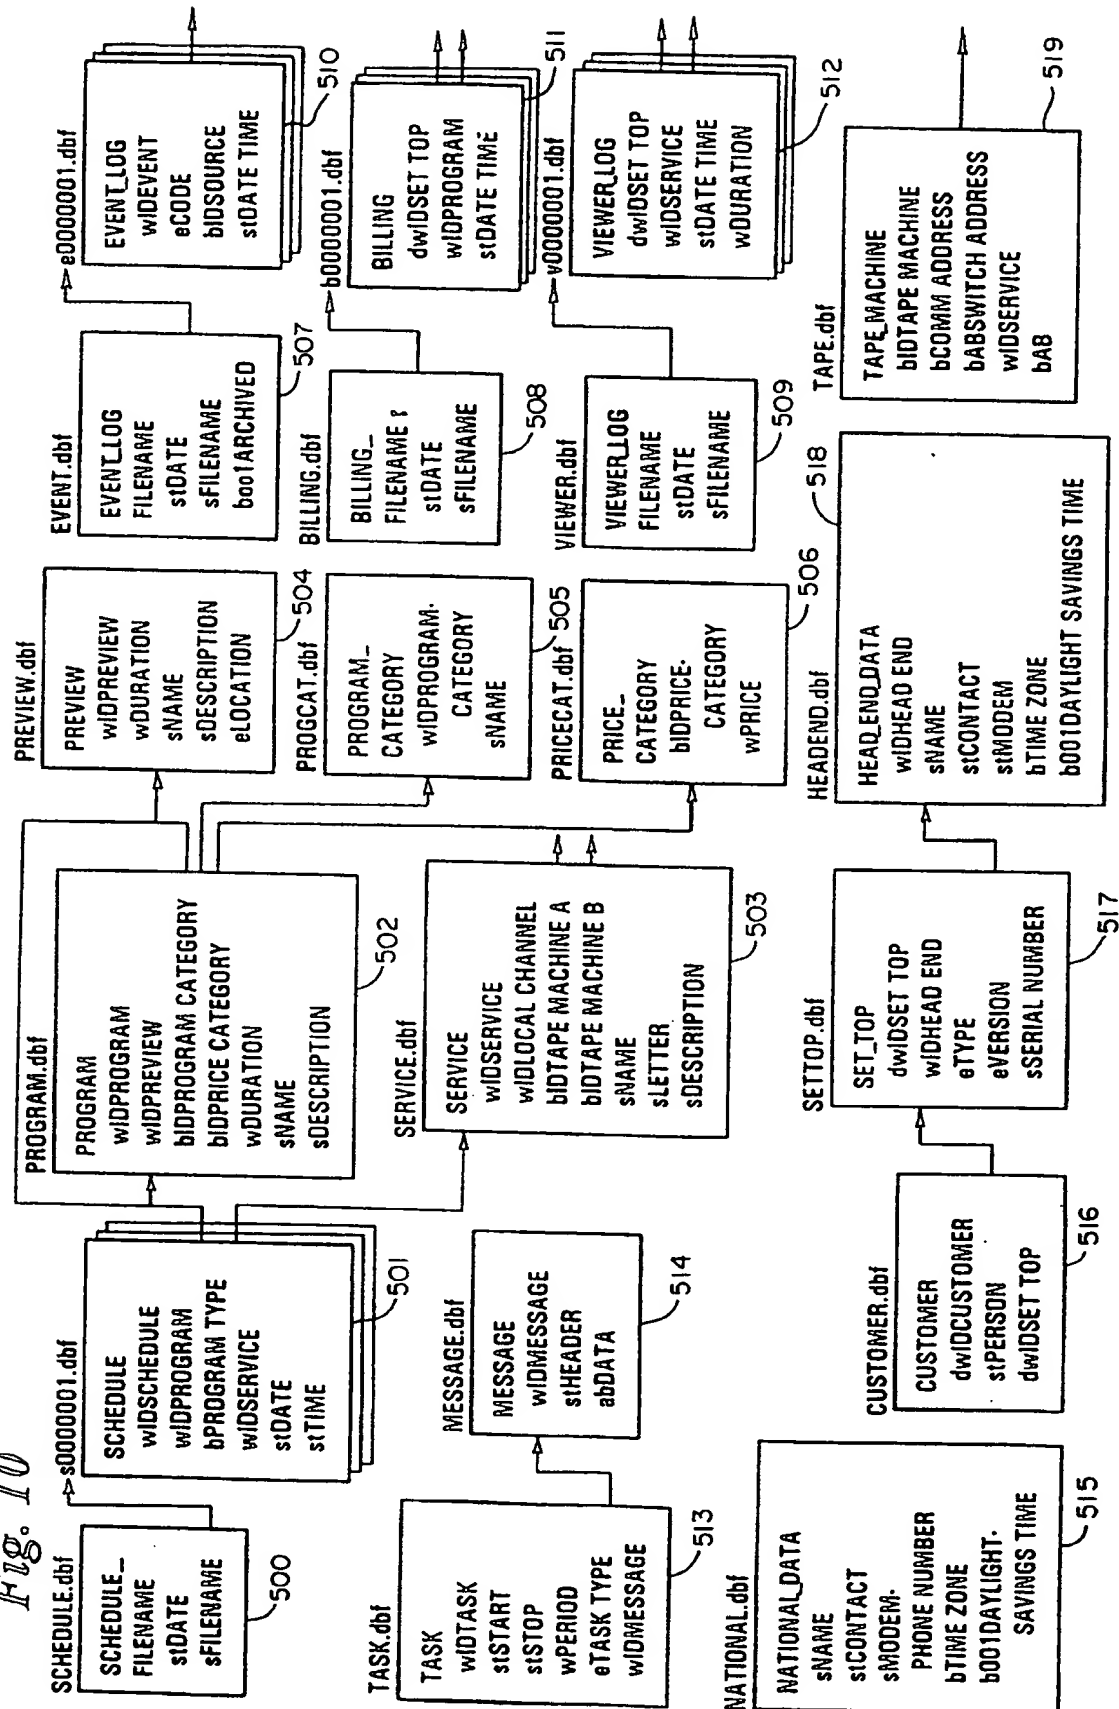 Fig. 10
SCHEDULE.dbf
SCHEDULE_
FILENAME
stDATE
sFILENAME
500
s0000001.dbf
SCHEDULE
wIDSCHEDULE
wIDPROGRAM
bPROGRAM TYPE
wIDSERVICE
stDATE
stTIME
501
PROGRAM.dbf
PROGRAM
wIDPROGRAM
wIDPREVIEW
bIDPROGRAM CATEGORY
bIDPRICE CATEGORY
wDURATION
sNAME
sDESCRIPTION
502
PREVIEW.dbf
PREVIEW
wIDPREVIEW
wDURATION
sNAME
sDESCRIPTION
eLOCATION
504
EVENT.dbf
EVENT_LOG
FILENAME
stDATE
sFILENAME
boo1ARCHIVED
507
e0000001.dbf
EVENT_LOG
wIDEVENT
eCODE
bIDSOURCE
stDATE TIME
510
PROGCAT.dbf
PROGRAM_
CATEGORY
wIDPROGRAM.
CATEGORY
sNAME
505
BILLING.dbf
BILLING_
FILENAME
stDATE
sFILENAME
508
b0000001.dbf
BILLING
dwIDSET TOP
wIDPROGRAM
stDATE TIME
511
TASK.dbf
TASK
wIDTASK
stSTART
stSTOP
wPERIOD
eTASK TYPE
wIDMESSAGE
513
MESSAGE.dbf
MESSAGE
wIDMESSAGE
stHEADER
abDATA
514
SERVICE.dbf
SERVICE
wIDSERVICE
wIDLOCAL CHANNEL
bIDTAPE MACHINE A
bIDTAPE MACHINE B
sNAME
sLETTER
sDESCRIPTION
503
PRICECAT.dbf
PRICE_
CATEGORY
bIDPRICE.
CATEGORY
wPRICE
506
VIEWER.dbf
VIEWER_LOG
FILENAME
stDATE
sFILENAME
509
v0000001.dbf
VIEWER_LOG
dwIDSET TOP
wIDSERVICE
stDATE TIME
wDURATION
512
NATIONAL.dbf
NATIONAL_DATA
sNAME
stCONTACT
sMODEM.
PHONE NUMBER
bTIME ZONE
b001DAYLIGHT.
SAVINGS TIME
515
CUSTOMER.dbf
CUSTOMER
dwIDCUSTOMER
stPERSON
dwIDSET TOP
516
SETTOP.dbf
SET_TOP
dwIDSET TOP
wIDHEAD END
eTYPE
eVERSION
sSERIAL NUMBER
517
HEADEND.dbf
HEAD_END_DATA
wIDHEAD END
sNAME
stCONTACT
stMODEM
bTIME ZONE
b001DAYLIGHT SAVINGS TIME
518
TAPE.dbf
TAPE_MACHINE
bIDTAPE MACHINE
bCOMM ADDRESS
bABSWITCH ADDRESS
wIDSERVICE
bAB
519